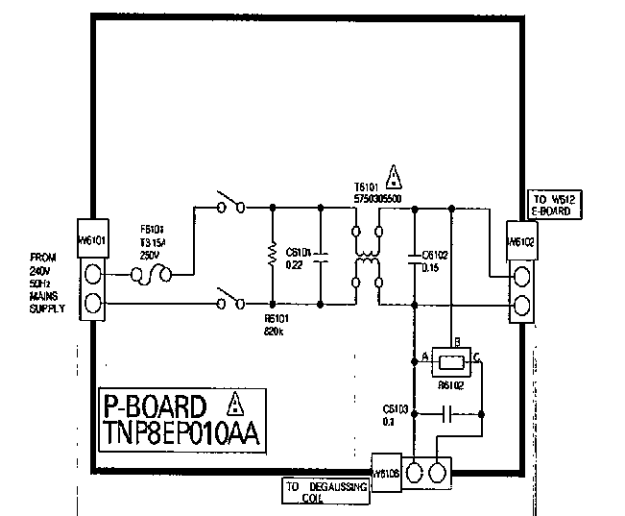 T6101
5750305500
TO W612
E-BOARD
W6101
F6101
T3.15A
250V
W6102
FROM
240V
50Hz
MAINS
SUPPLY
C6101
0.22
C6102
0.15
R6101
820k
B
A
C
R6102
C6103
0.1
P-BOARD
TNP8EP010AA
W6106
TO DEGAUSSING
COIL